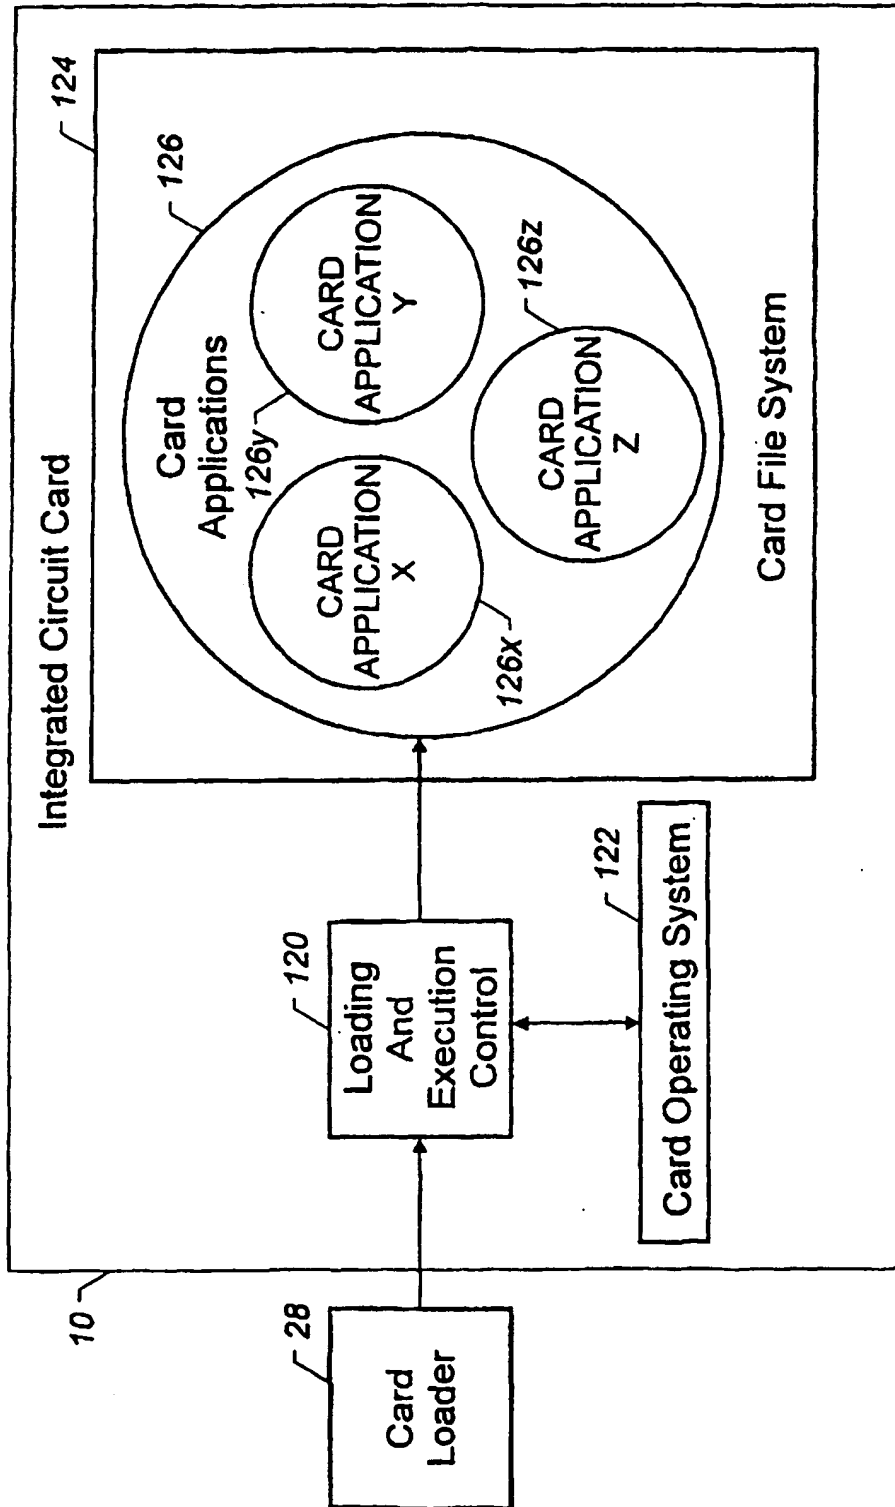 Integrated Circuit Card
10
28
Card
Loader
120
Loading
And
Execution
Control
122
Card Operating System
124
126
Card
Applications
126y
CARD
APPLICATION
X
126x
CARD
APPLICATION
Y
CARD
APPLICATION
Z
126z
Card File System